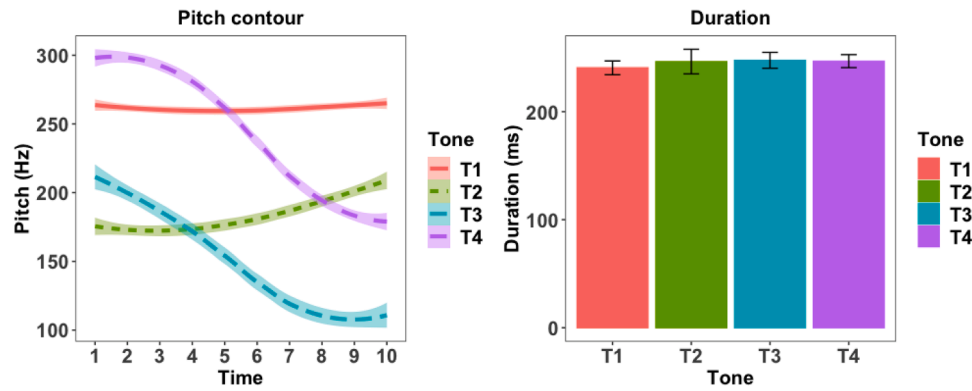 Pitch contour
Pitch (Hz)
300
250
200
150
100
1 2 3 4 5 6 7 8 9 10
Time
Tone
T1
T2
T3
T4
Duration
Duration (ms)
200
100
0
T1 T2 T3 T4
Tone
Tone
T1
T2
T3
T4